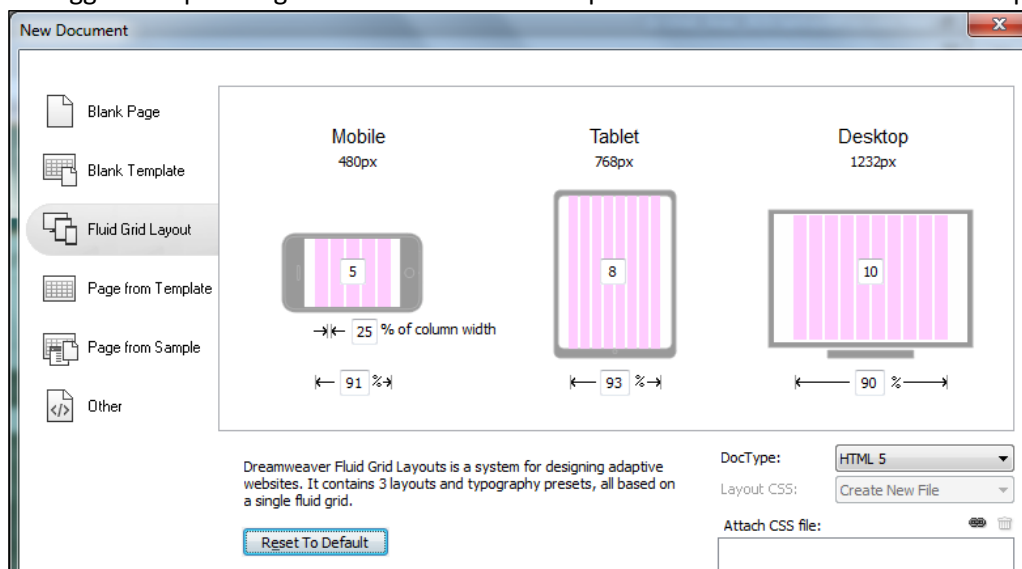 New Document
x
Blank Page
Blank Template
Fluid Grid Layout
Page from Template
Page from Sample
Other
Mobile
480px
5
25 % of column width
91 %
Tablet
768px
8
93 %
Desktop
1232px
10
90 %
Dreamweaver Fluid Grid Layouts is a system for designing adaptive
websites. It contains 3 layouts and typography presets, all based on
a single fluid grid.
Reset To Default
DocType: HTML 5
Layout CSS: Create New File
Attach CSS file: